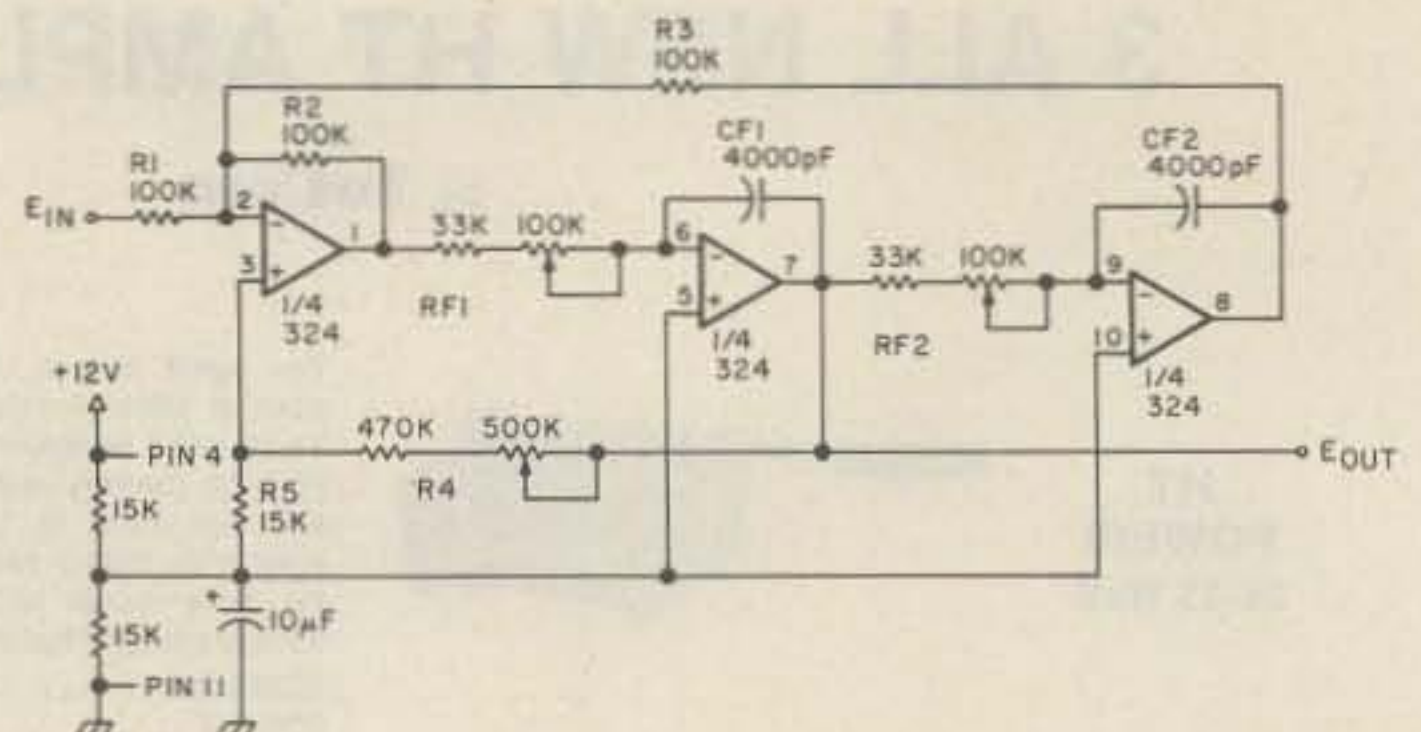 R3
100K
R2
100K
CF1
4000pF
CF2
4000pF
R1
100K
EIN
2
-
3
+
1
1/4
324
33K
100K
RF1
6
-
5
+
7
1/4
324
33K
100K
RF2
9
-
10
+
8
1/4
324
+12V
PIN 4
470K
500K
R4
EOUT
15K
R5
15K
+
10µF
15K
PIN 11